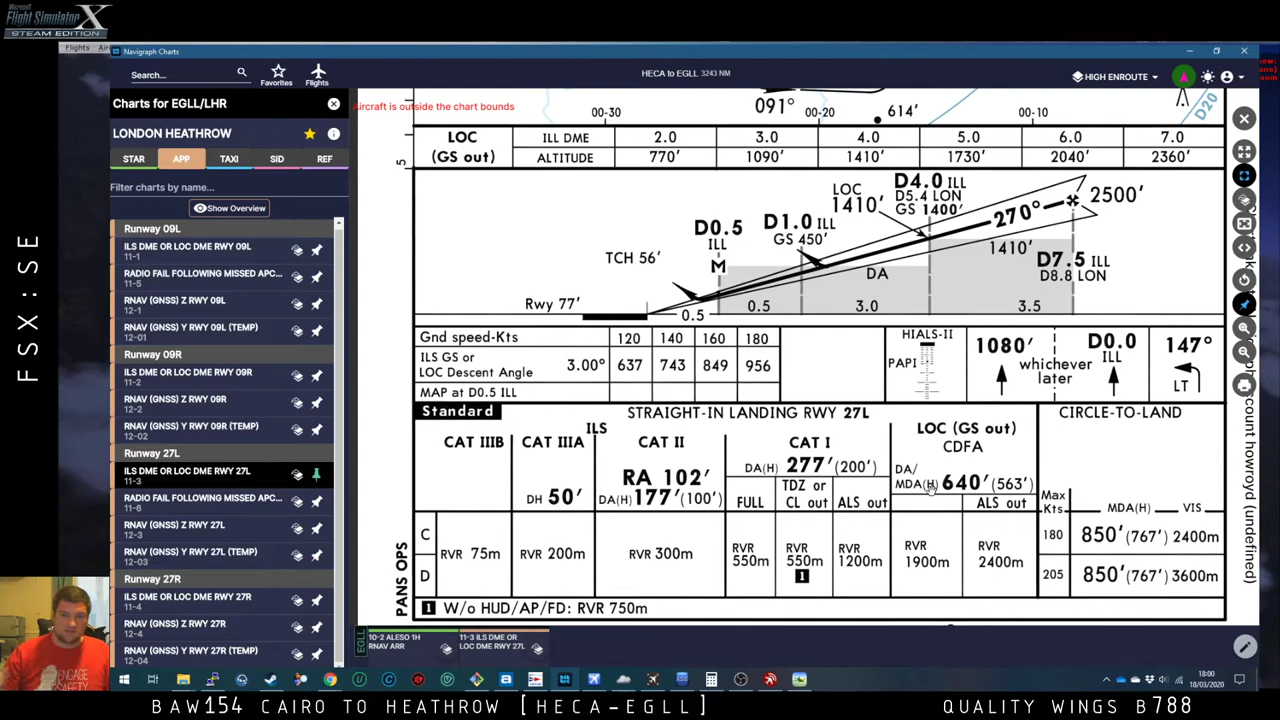 Microsoft
Flight Simulator X
STEAM EDITION
FSX:SE
Flights
Navigraph Charts
Search...
Favorites
Flights
HECA to EGLL 3243 NM
HIGH ENROUTE
Charts for EGLL/LHR
LONDON HEATHROW
STAR
APP
TAXI
SID
REF
Filter charts by name...
Show Overview
Runway 09L
ILS DME OR LOC DME RWY 09L
11-1
RADIO FAIL FOLLOWING MISSED APC...
11-5
RNAV (GNSS) Z RWY 09L
12-1
RNAV (GNSS) Y RWY 09L (TEMP)
12-01
Runway 09R
ILS DME OR LOC DME RWY 09R
11-2
RNAV (GNSS) Z RWY 09R
12-2
RNAV (GNSS) Y RWY 09R (TEMP)
12-02
Runway 27L
ILS DME OR LOC DME RWY 27L
11-3
RADIO FAIL FOLLOWING MISSED APC...
11-6
RNAV (GNSS) Z RWY 27L
12-3
RNAV (GNSS) Y RWY 27L (TEMP)
12-03
Runway 27R
ILS DME OR LOC DME RWY 27R
11-4
RNAV (GNSS) Z RWY 27R
12-4
RNAV (GNSS) Y RWY 27R (TEMP)
12-04
Aircraft is outside the chart bounds
091°
614'
D20
00-30
00-20
00-10
5
LOC (GS out) ILL DME 2.0 3.0 4.0 5.0 6.0 7.0
ALTITUDE 770' 1090' 1410' 1730' 2040' 2360'
D0.5 ILL
M
D1.0 ILL
GS 450'
LOC 1410'
D4.0 ILL
D5.4 LON
GS 1400'
270°
2500'
1410'
D7.5 ILL
D8.8 LON
TCH 56'
DA
Rwy 77'
0.5
0.5
3.0
3.5
Gnd speed-Kts 120 140 160 180
ILS GS or LOC Descent Angle 3.00° 637 743 849 956
MAP at D0.5 ILL
HIALS-II
PAPI
1080'
whichever later
D0.0 ILL
147°
LT
Standard
STRAIGHT-IN LANDING RWY 27L
CIRCLE-TO-LAND
ILS
CAT IIIB
CAT IIIA
DH 50'
CAT II
RA 102'
DA(H) 177' (100')
CAT I
DA(H) 277' (200')
FULL
TDZ or CL out
ALS out
LOC (GS out)
CDFA
DA/
MDA(H) 640' (563')
ALS out
Max Kts
MDA(H)
VIS
PANS OPS
C
D
RVR 75m
RVR 200m
RVR 300m
RVR 550m
RVR 550m
1
RVR 1200m
RVR 1900m
RVR 2400m
180 850' (767') 2400m
205 850' (767') 3600m
1 W/o HUD/AP/FD: RVR 750m
EGLL
10-2 ALESO 1H
RNAV ARR
11-3 ILS DME OR
LOC DME RWY 27L
ENGAGE
SAFETY
18:00
18/03/2020
BAW154 CAIRO TO HEATHROW [HECA-EGLL]
QUALITY WINGS B788